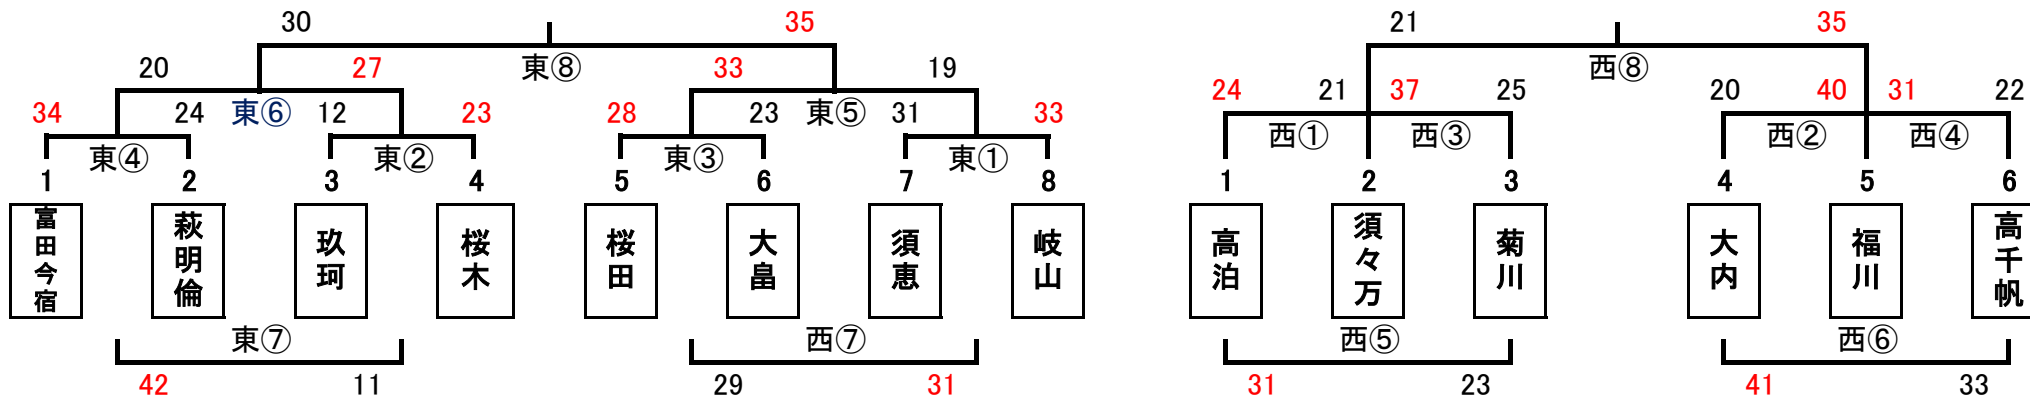 30 35 21 35
東⑧ 西⑧
20 27 33 19
34 24 東⑥ 12 23 28 23 東⑤ 31 33 24 21 37 25 20 40 31 22
東④ 東② 東③ 東① 西① 西③ 西② 西④
1 2 3 4 5 6 7 8 1 2 3 4 5 6
富田今宿
萩明倫
玖珂
桜木
桜田
大畠
須恵
岐山
高泊
須々万
菊川
大内
福川
高千帆
東⑦ 西⑦ 西⑤ 西⑥
42 11 29 31 31 23 41 33